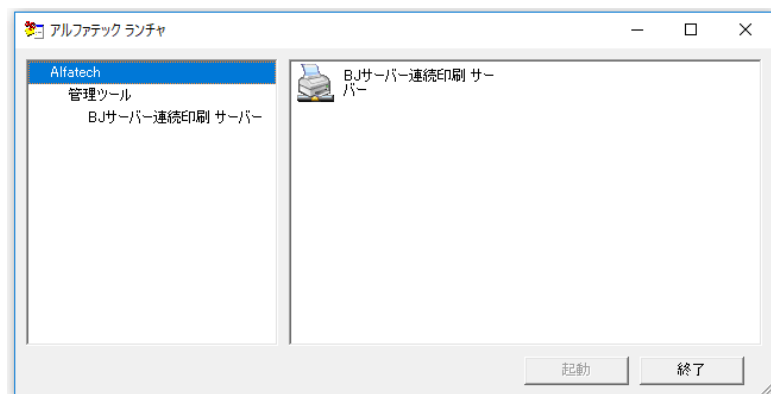 アルファテック ランチャ
Alfatech
管理ツール
BJサーバー連続印刷 サーバー
BJサーバー連続印刷 サー
バー
起動
終了